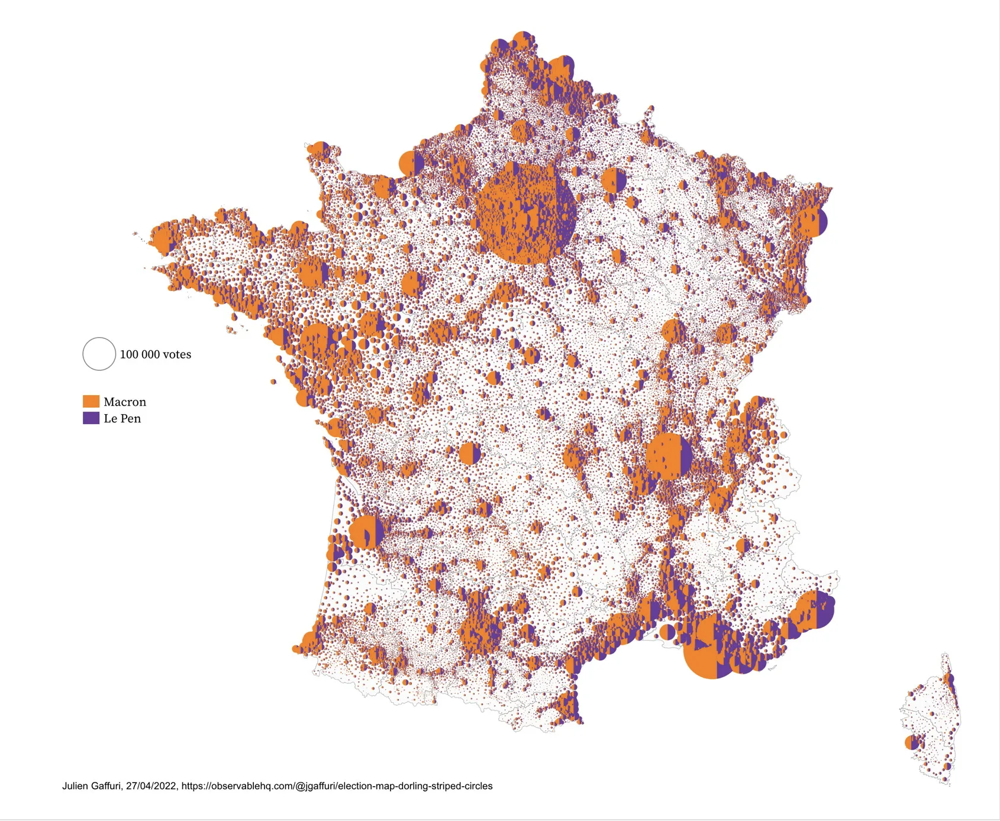 100 000 votes
Macron
Le Pen
Julien Gaffuri, 27/04/2022, https://observablehq.com/@jgaffuri/election-map-dorling-striped-circles